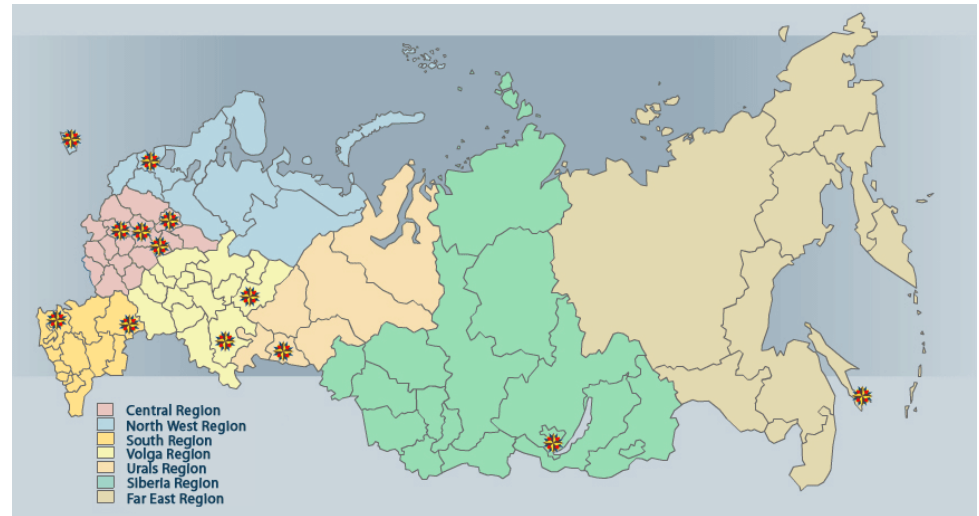 Central Region
North West Region
South Region
Volga Region
Urals Region
Siberia Region
Far East Region